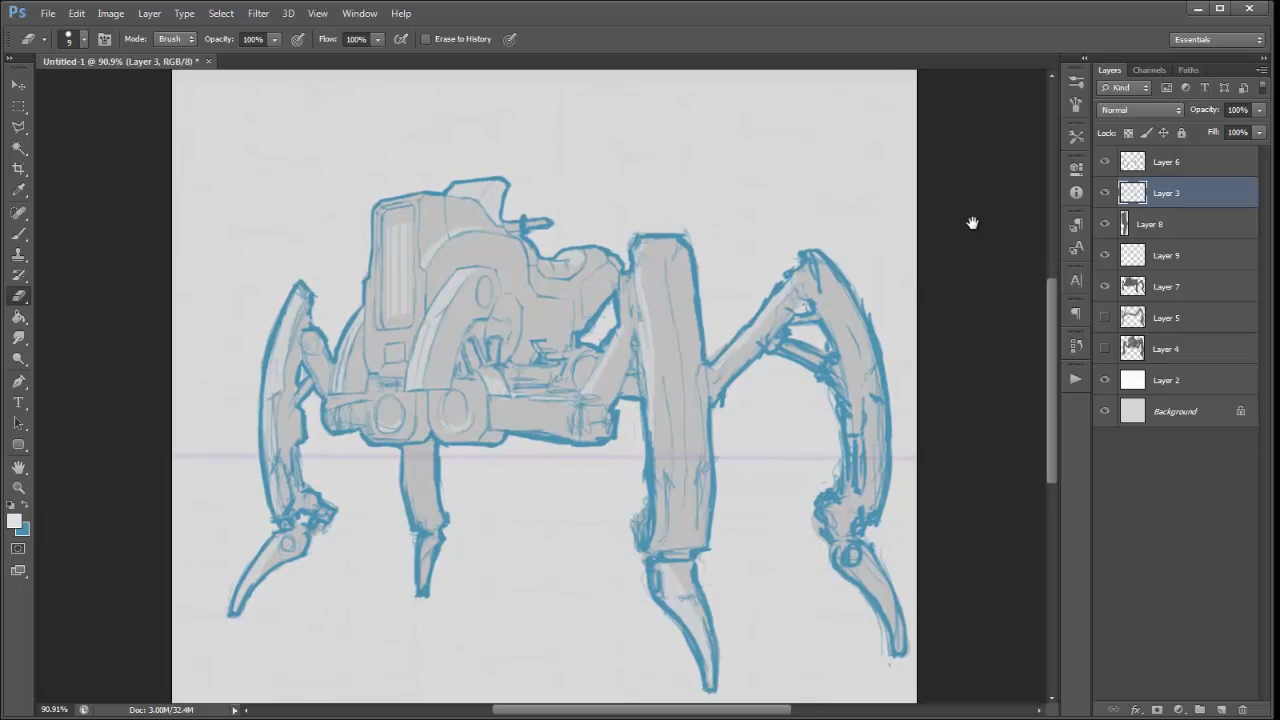 Ps File Edit Image Layer Type Select Filter 3D View Window Help
9 Mode: Brush Opacity: 100% Flow: 100% Erase to History Essentials
Untitled-1 @ 90.9% (Layer 3, RGB/8) * ×
Layers Channels Paths
Kind
Normal Opacity: 100%
Lock: Fill: 100%
Layer 6
Layer 3
Layer 8
Layer 9
Layer 7
Layer 5
Layer 4
Layer 2
Background
90.91% Doc: 3.00M/32.4M